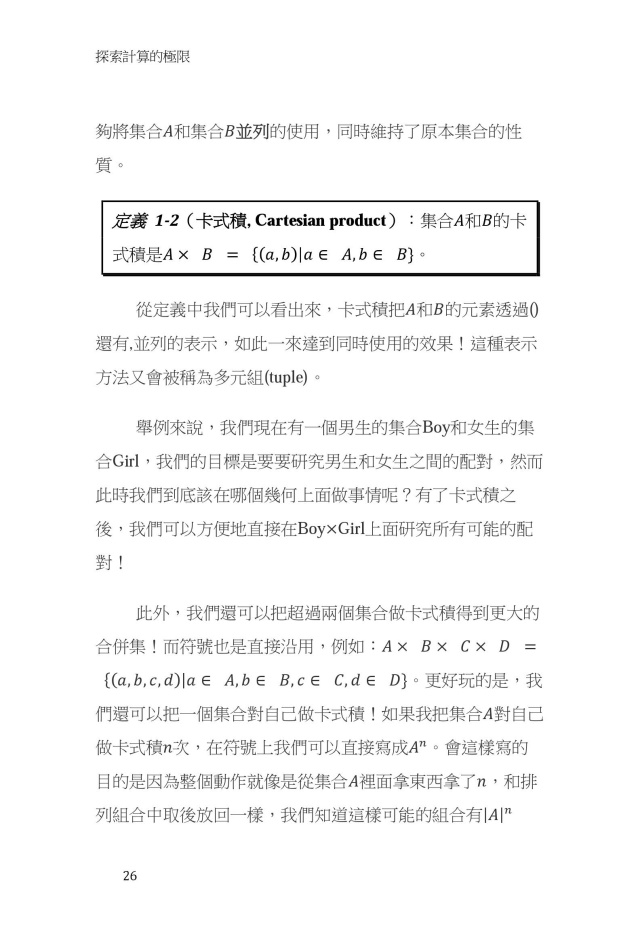 探索計算的極限
夠將集合A和集合B並列的使用，同時維持了原本集合的性
質。
定義 1-2（卡式積, Cartesian product）：集合A和B的卡
式積是A × B = {(a, b)|a ∈ A, b ∈ B}。
從定義中我們可以看出來，卡式積把A和B的元素透過()
還有,並列的表示，如此一來達到同時使用的效果！這種表示
方法又會被稱為多元組(tuple)。
舉例來說，我們現在有一個男生的集合Boy和女生的集
合Girl，我們的目標是要要研究男生和女生之間的配對，然而
此時我們到底該在哪個幾何上面做事情呢？有了卡式積之
後，我們可以方便地直接在Boy×Girl上面研究所有可能的配
對！
此外，我們還可以把超過兩個集合做卡式積得到更大的
合併集！而符號也是直接沿用，例如：A × B × C × D =
{(a, b, c, d)|a ∈ A, b ∈ B, c ∈ C, d ∈ D}。更好玩的是，我
們還可以把一個集合對自己做卡式積！如果我把集合A對自己
做卡式積n次，在符號上我們可以直接寫成Aⁿ。會這樣寫的
目的是因為整個動作就像是從集合A裡面拿東西拿了n，和排
列組合中取後放回一樣，我們知道這樣可能的組合有|A|ⁿ
26